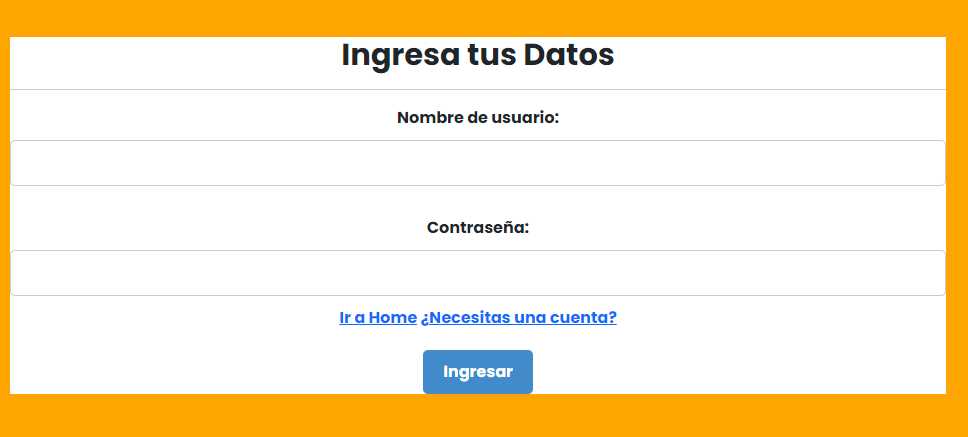 Ingresa tus Datos
Nombre de usuario:
Contraseña:
Ir a Home ¿Necesitas una cuenta?
Ingresar